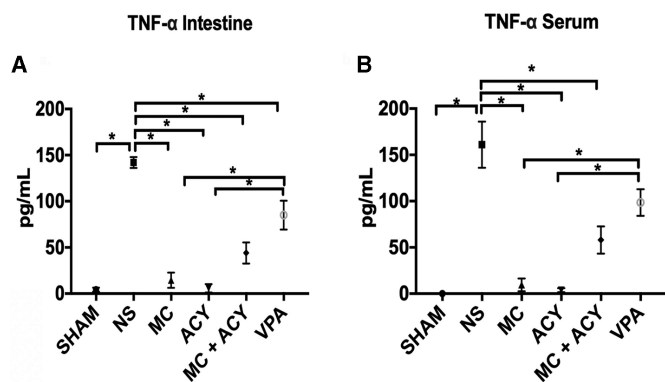 TNF-α Intestine
TNF-α Serum
A
B
* * * *
* *
* *
* * * *
* *
200
150
100
50
0
pg/mL
SHAM
NS
MC
ACY
MC + ACY
VPA
200
150
100
50
0
pg/mL
SHAM
NS
MC
ACY
MC + ACY
VPA